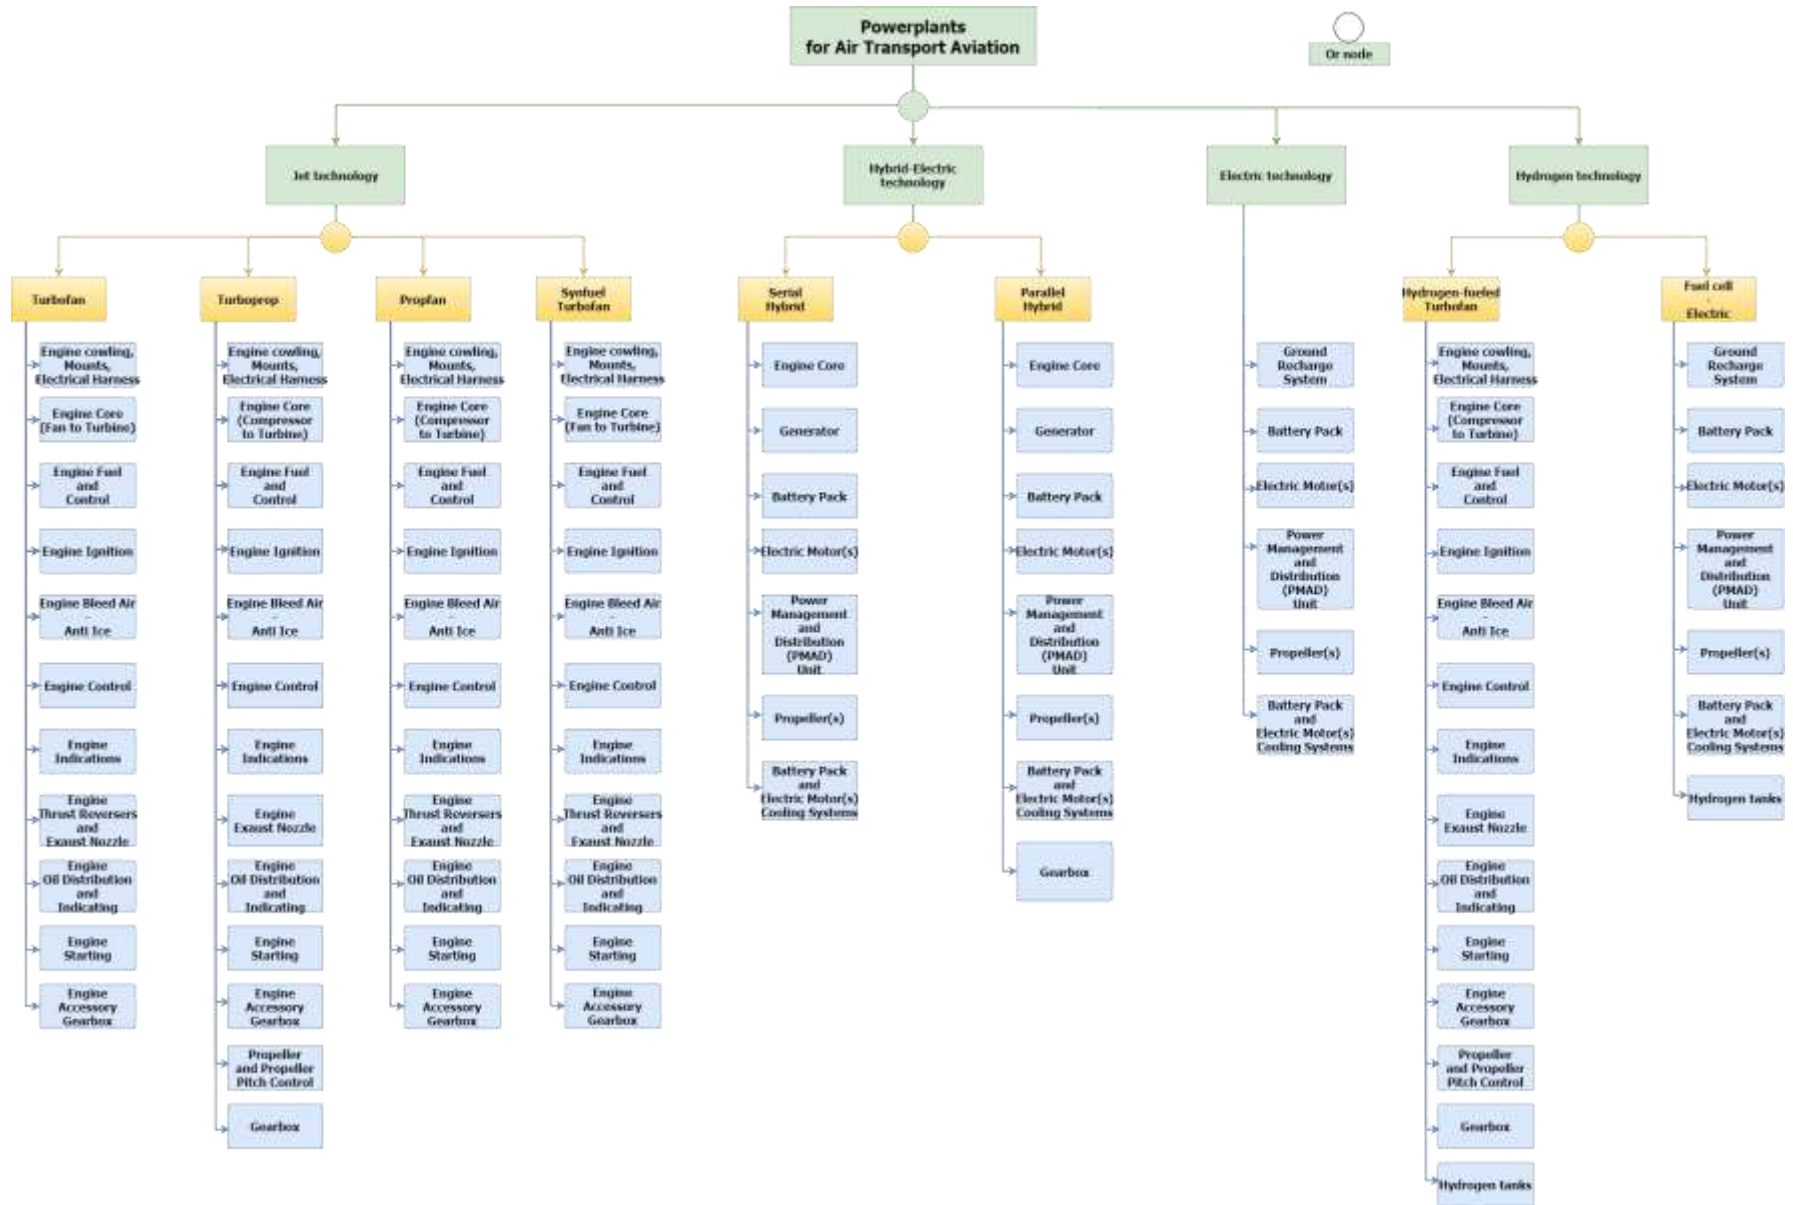 Powerplants
for Air Transport Aviation
Or node
Jet technology
Hybrid-Electric
technology
Electric technology
Hydrogen technology
Turbofan
Turboprop
Propfan
Synfuel
Turbofan
Serial
Hybrid
Parallel
Hybrid
Hydrogen-fueled
Turbofan
Fuel cell
-
Electric
Engine cowling,
Mounts,
Electrical Harness
Engine Core
(Fan to Turbine)
Engine Fuel
and
Control
Engine Ignition
Engine Bleed Air
-
Anti Ice
Engine Control
Engine
Indications
Engine
Thrust Reversers
and
Exaust Nozzle
Engine
Oil Distribution
and
Indicating
Engine
Starting
Engine
Accessory
Gearbox
Engine cowling,
Mounts,
Electrical Harness
Engine Core
(Compressor
to Turbine)
Engine Fuel
and
Control
Engine Ignition
Engine Bleed Air
-
Anti Ice
Engine Control
Engine
Indications
Engine
Exaust Nozzle
Engine
Oil Distribution
and
Indicating
Engine
Starting
Engine
Accessory
Gearbox
Propeller
and Propeller
Pitch Control
Gearbox
Engine cowling,
Mounts,
Electrical Harness
Engine Core
(Compressor
to Turbine)
Engine Fuel
and
Control
Engine Ignition
Engine Bleed Air
-
Anti Ice
Engine Control
Engine
Indications
Engine
Thrust Reversers
and
Exaust Nozzle
Engine
Oil Distribution
and
Indicating
Engine
Starting
Engine
Accessory
Gearbox
Engine cowling,
Mounts,
Electrical Harness
Engine Core
(Fan to Turbine)
Engine Fuel
and
Control
Engine Ignition
Engine Bleed Air
-
Anti Ice
Engine Control
Engine
Indications
Engine
Thrust Reversers
and
Exaust Nozzle
Engine
Oil Distribution
and
Indicating
Engine
Starting
Engine
Accessory
Gearbox
Engine Core
Generator
Battery Pack
Electric Motor(s)
Power
Management
and
Distribution
(PMAD)
Unit
Propeller(s)
Battery Pack
and
Electric Motor(s)
Cooling Systems
Engine Core
Generator
Battery Pack
Electric Motor(s)
Power
Management
and
Distribution
(PMAD)
Unit
Propeller(s)
Battery Pack
and
Electric Motor(s)
Cooling Systems
Gearbox
Ground
Recharge
System
Battery Pack
Electric Motor(s)
Power
Management
and
Distribution
(PMAD)
Unit
Propeller(s)
Battery Pack
and
Electric Motor(s)
Cooling Systems
Engine cowling,
Mounts,
Electrical Harness
Engine Core
(Compressor
to Turbine)
Engine Fuel
and
Control
Engine Ignition
Engine Bleed Air
-
Anti Ice
Engine Control
Engine
Indications
Engine
Exaust Nozzle
Engine
Oil Distribution
and
Indicating
Engine
Starting
Engine
Accessory
Gearbox
Propeller
and Propeller
Pitch Control
Gearbox
Hydrogen tanks
Ground
Recharge
System
Battery Pack
Electric Motor(s)
Power
Management
and
Distribution
(PMAD)
Unit
Propeller(s)
Battery Pack
and
Electric Motor(s)
Cooling Systems
Hydrogen tanks